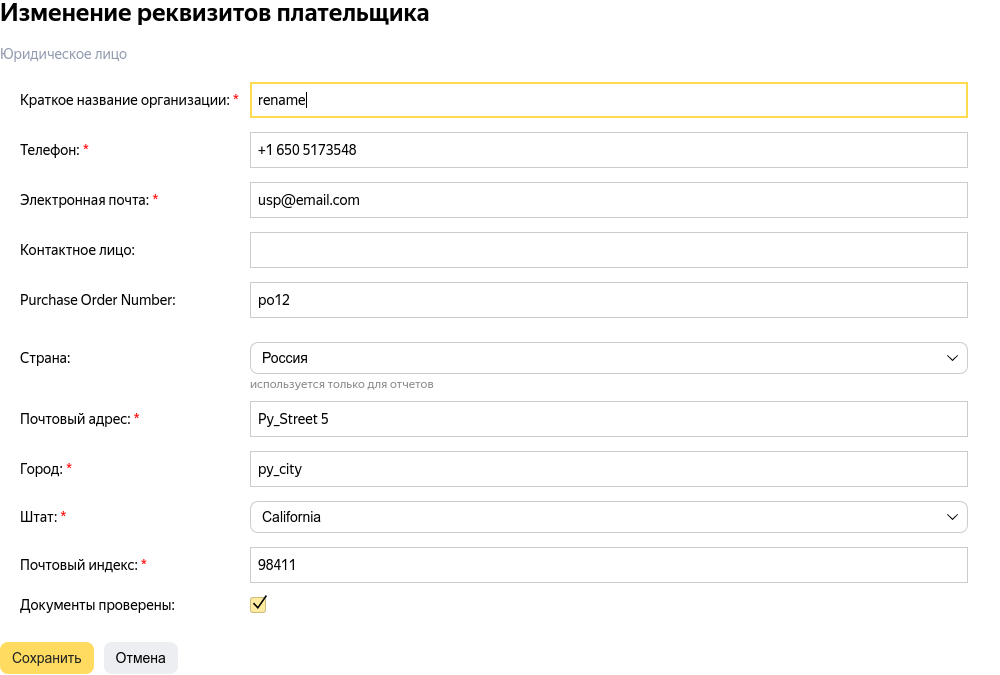 Изменение реквизитов плательщика
Юридическое лицо
Краткое название организации: * rename
Телефон: * +1 650 5173548
Электронная почта: * usp@email.com
Контактное лицо:
Purchase Order Number: po12
Страна: Россия
используется только для отчетов
Почтовый адрес: * Py_Street 5
Город: * py_city
Штат: * California
Почтовый индекс: * 98411
Документы проверены:
Сохранить Отмена